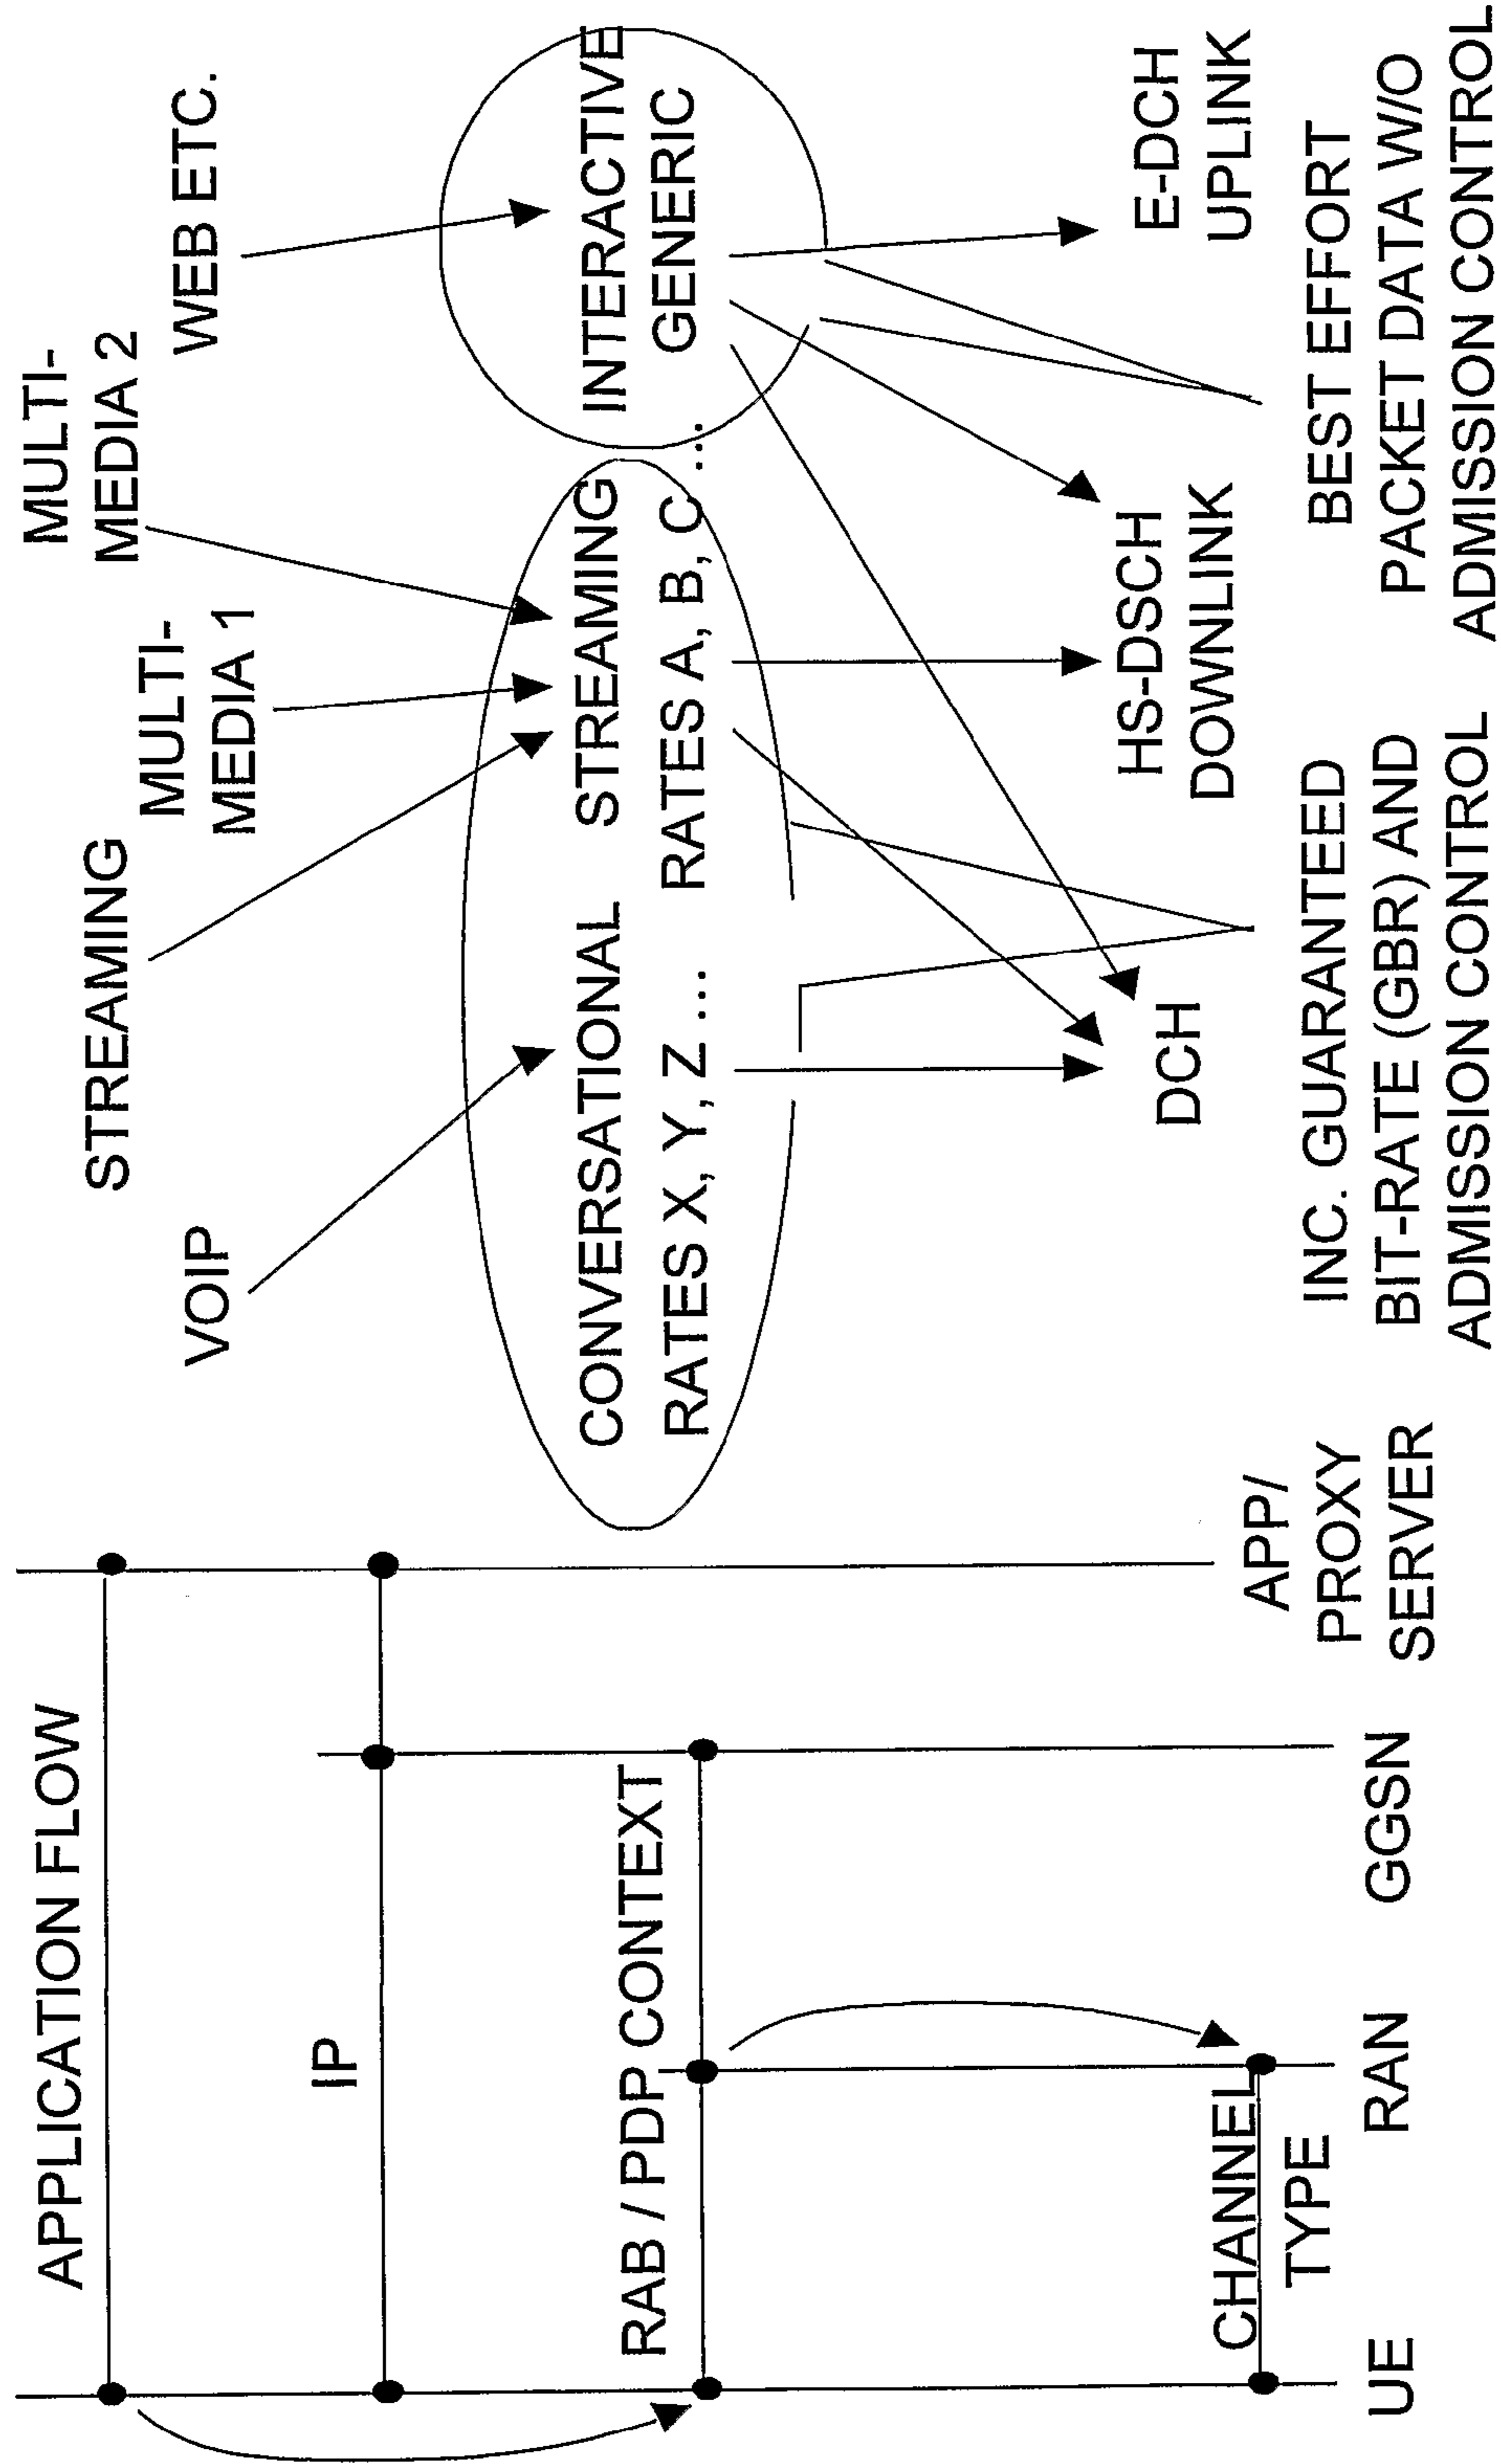 APPLICATION FLOW
IP
RAB / PDP CONTEXT
CHANNEL
TYPE
UE
RAN
GGSN
APP/
PROXY
SERVER
VOIP
STREAMING
MULTI-
MEDIA 1
MULTI-
MEDIA 2
WEB ETC.
CONVERSATIONAL
RATES X, Y, Z ....
STREAMING
RATES A, B, C ....
INTERACTIVE
GENERIC
DCH
HS-DSCH
DOWNLINK
E-DCH
UPLINK
INC. GUARANTEED
BIT-RATE (GBR) AND
ADMISSION CONTROL
BEST EFFORT
PACKET DATA W/O
ADMISSION CONTROL